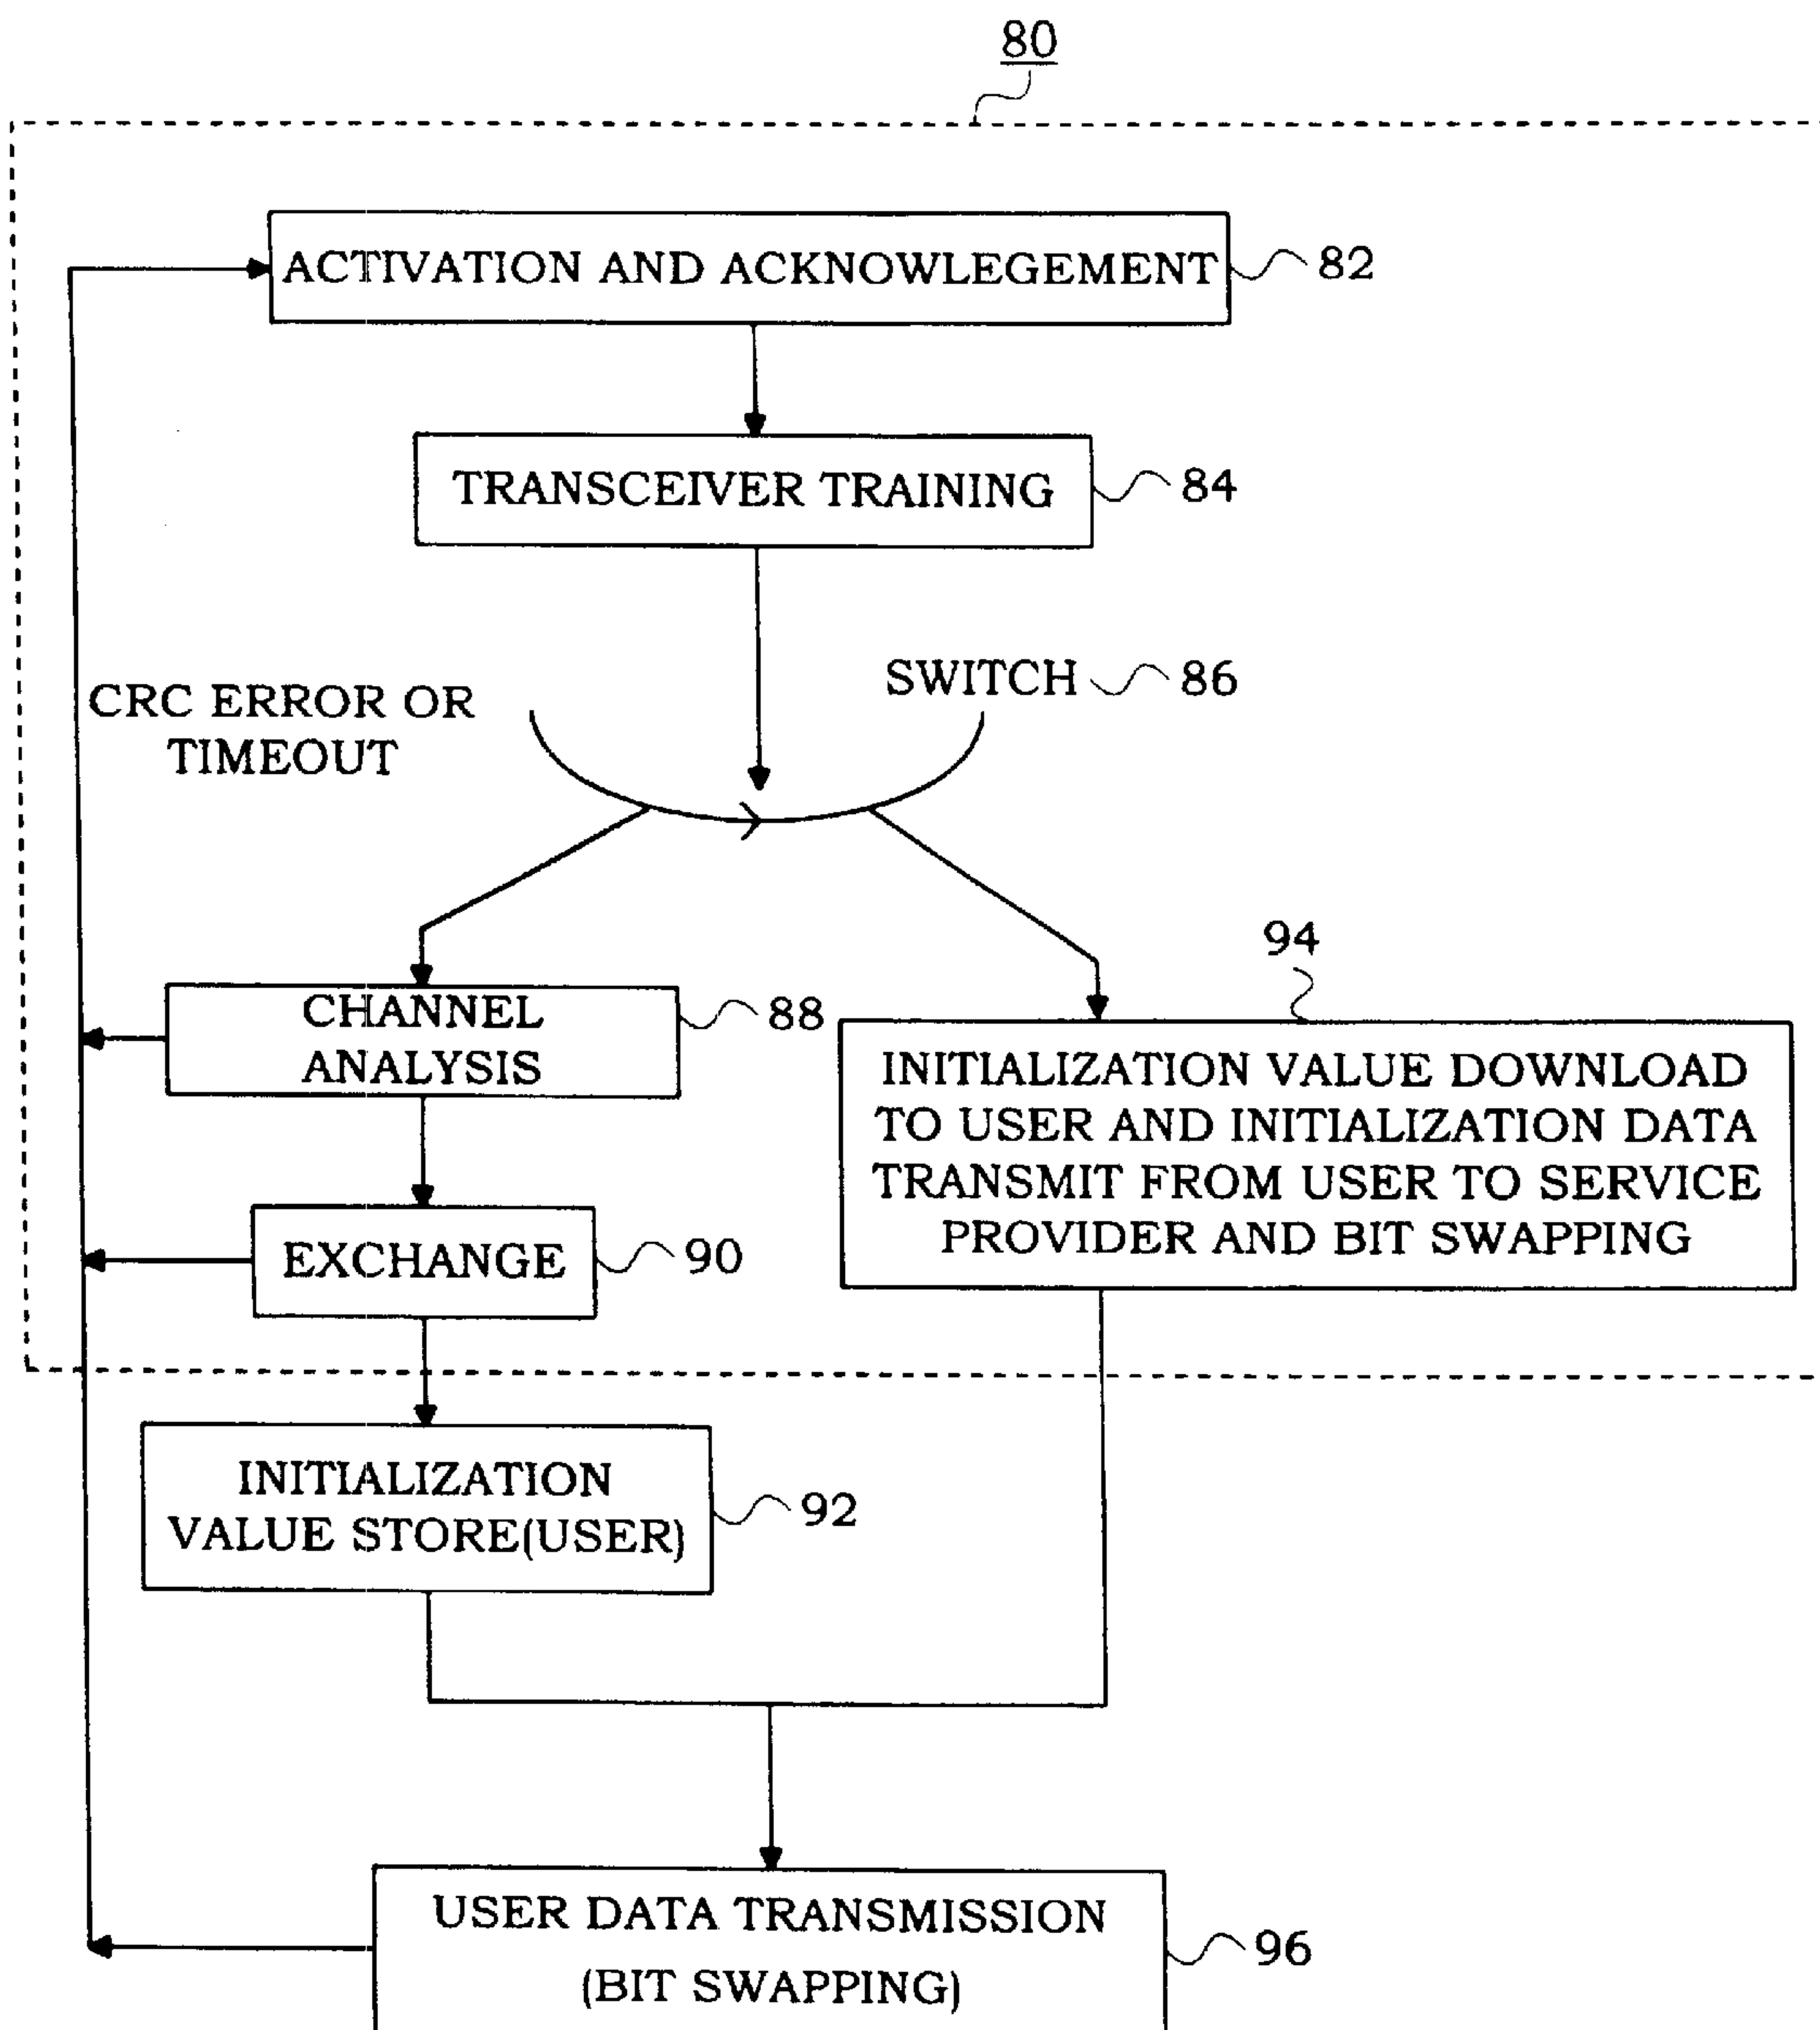 80
ACTIVATION AND ACKNOWLEGEMENT
82
TRANSCEIVER TRAINING
84
SWITCH
86
CRC ERROR OR
TIMEOUT
CHANNEL
ANALYSIS
88
94
INITIALIZATION VALUE DOWNLOAD
TO USER AND INITIALIZATION DATA
TRANSMIT FROM USER TO SERVICE
PROVIDER AND BIT SWAPPING
EXCHANGE
90
INITIALIZATION
VALUE STORE(USER)
92
USER DATA TRANSMISSION
(BIT SWAPPING)
96